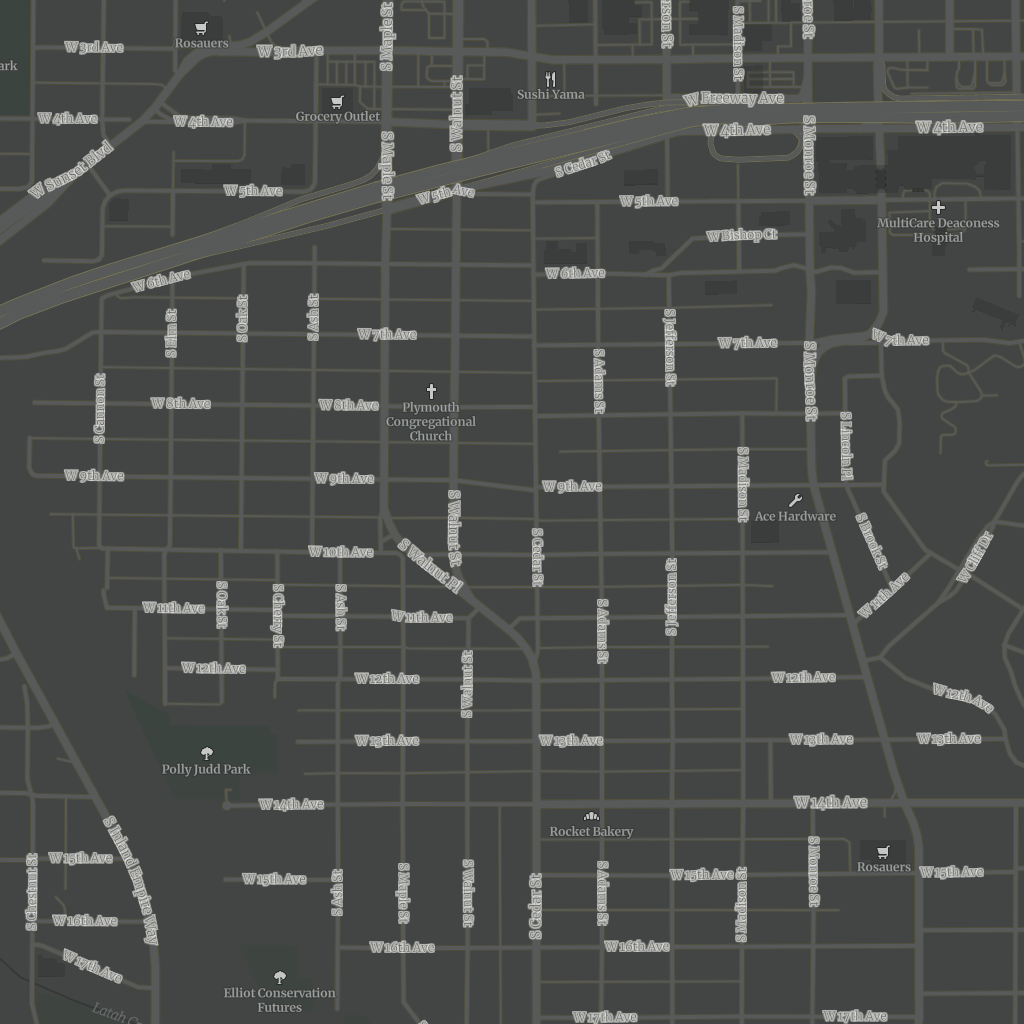 S Maple St
son St
S Madison St
roe St
W 3rd Ave
Rosauers
W 3rd Ave
ark
Sushi Yama
W Freeway Ave
Grocery Outlet
S Walnut St
W 4th Ave
W 4th Ave
W 4th Ave
W 4th Ave
W Sunset Blvd
S Maple St
S Monroe St
S Cedar St
W 5th Ave
W 5th Ave
W 5th Ave
MultiCare Deaconess
Hospital
W Bishop Ct
W 6th Ave
W 6th Ave
S Elm St
S Oak St
S Ash St
W 7th Ave
S Jefferson St
W 7th Ave
W 7th Ave
S Adams St
S Monroe St
S Cannon St
W 8th Ave
W 8th Ave
Plymouth
Congregational
Church
S Lincoln Pl
W 9th Ave
W 9th Ave
W 9th Ave
S Madison St
Ace Hardware
S Walnut St
S Cedar St
S Brook St
W Cliff Dr
W 10th Ave
S Walnut Pl
W 11th Ave
W 11th Ave
S Oak St
S Cherry St
S Ash St
W 11th Ave
S Adams St
S Jefferson St
W 12th Ave
W 12th Ave
S Walnut St
W 12th Ave
W 12th Ave
W 13th Ave
W 13th Ave
W 13th Ave
W 13th Ave
Polly Judd Park
W 14th Ave
W 14th Ave
Rocket Bakery
S Inland Empire Way
W 15th Ave
S Chestnut St
W 15th Ave
S Ash St
S Maple St
S Walnut St
S Cedar St
S Adams St
W 15th Ave
S Madison St
S Monroe St
Rosauers
W 15th Ave
W 16th Ave
W 16th Ave
W 16th Ave
W 17th Ave
Elliot Conservation
Futures
Latah Cr
W 17th Ave
W 17th Ave